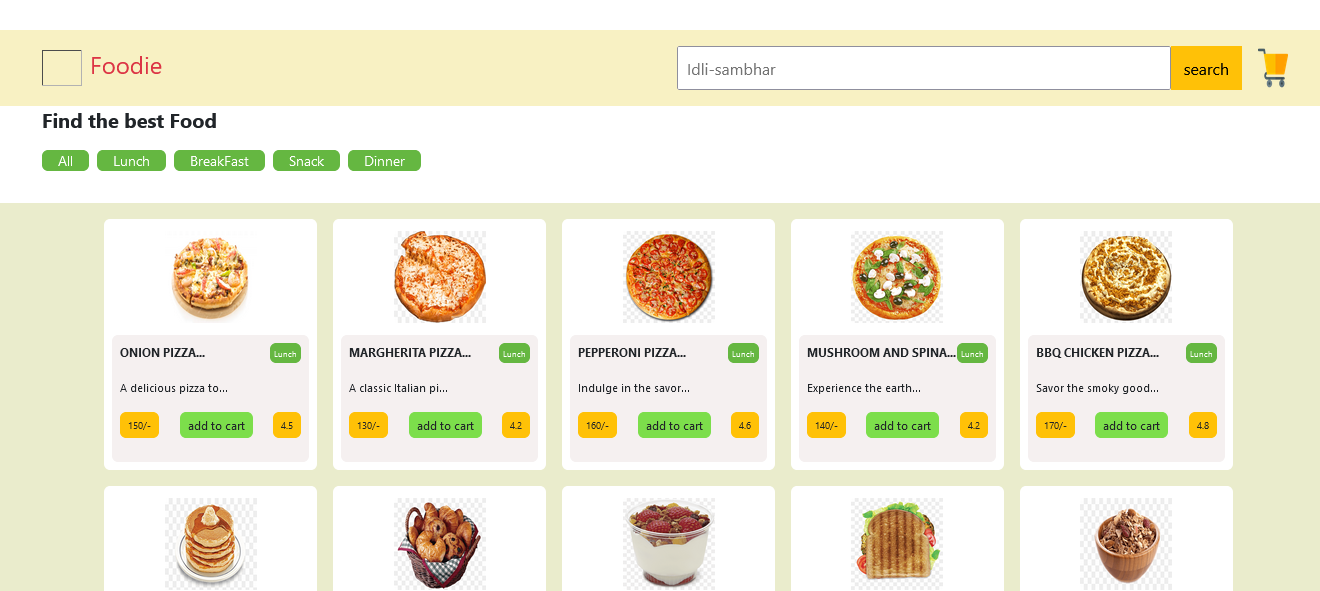 Foodie
Idli-sambhar
search
Find the best Food
All Lunch BreakFast Snack Dinner
ONION PIZZA... Lunch
A delicious pizza to...
150/- add to cart 4.5
MARGHERITA PIZZA... Lunch
A classic Italian pi...
130/- add to cart 4.2
PEPPERONI PIZZA... Lunch
Indulge in the savor...
160/- add to cart 4.6
MUSHROOM AND SPINA... Lunch
Experience the earth...
140/- add to cart 4.2
BBQ CHICKEN PIZZA... Lunch
Savor the smoky good...
170/- add to cart 4.8